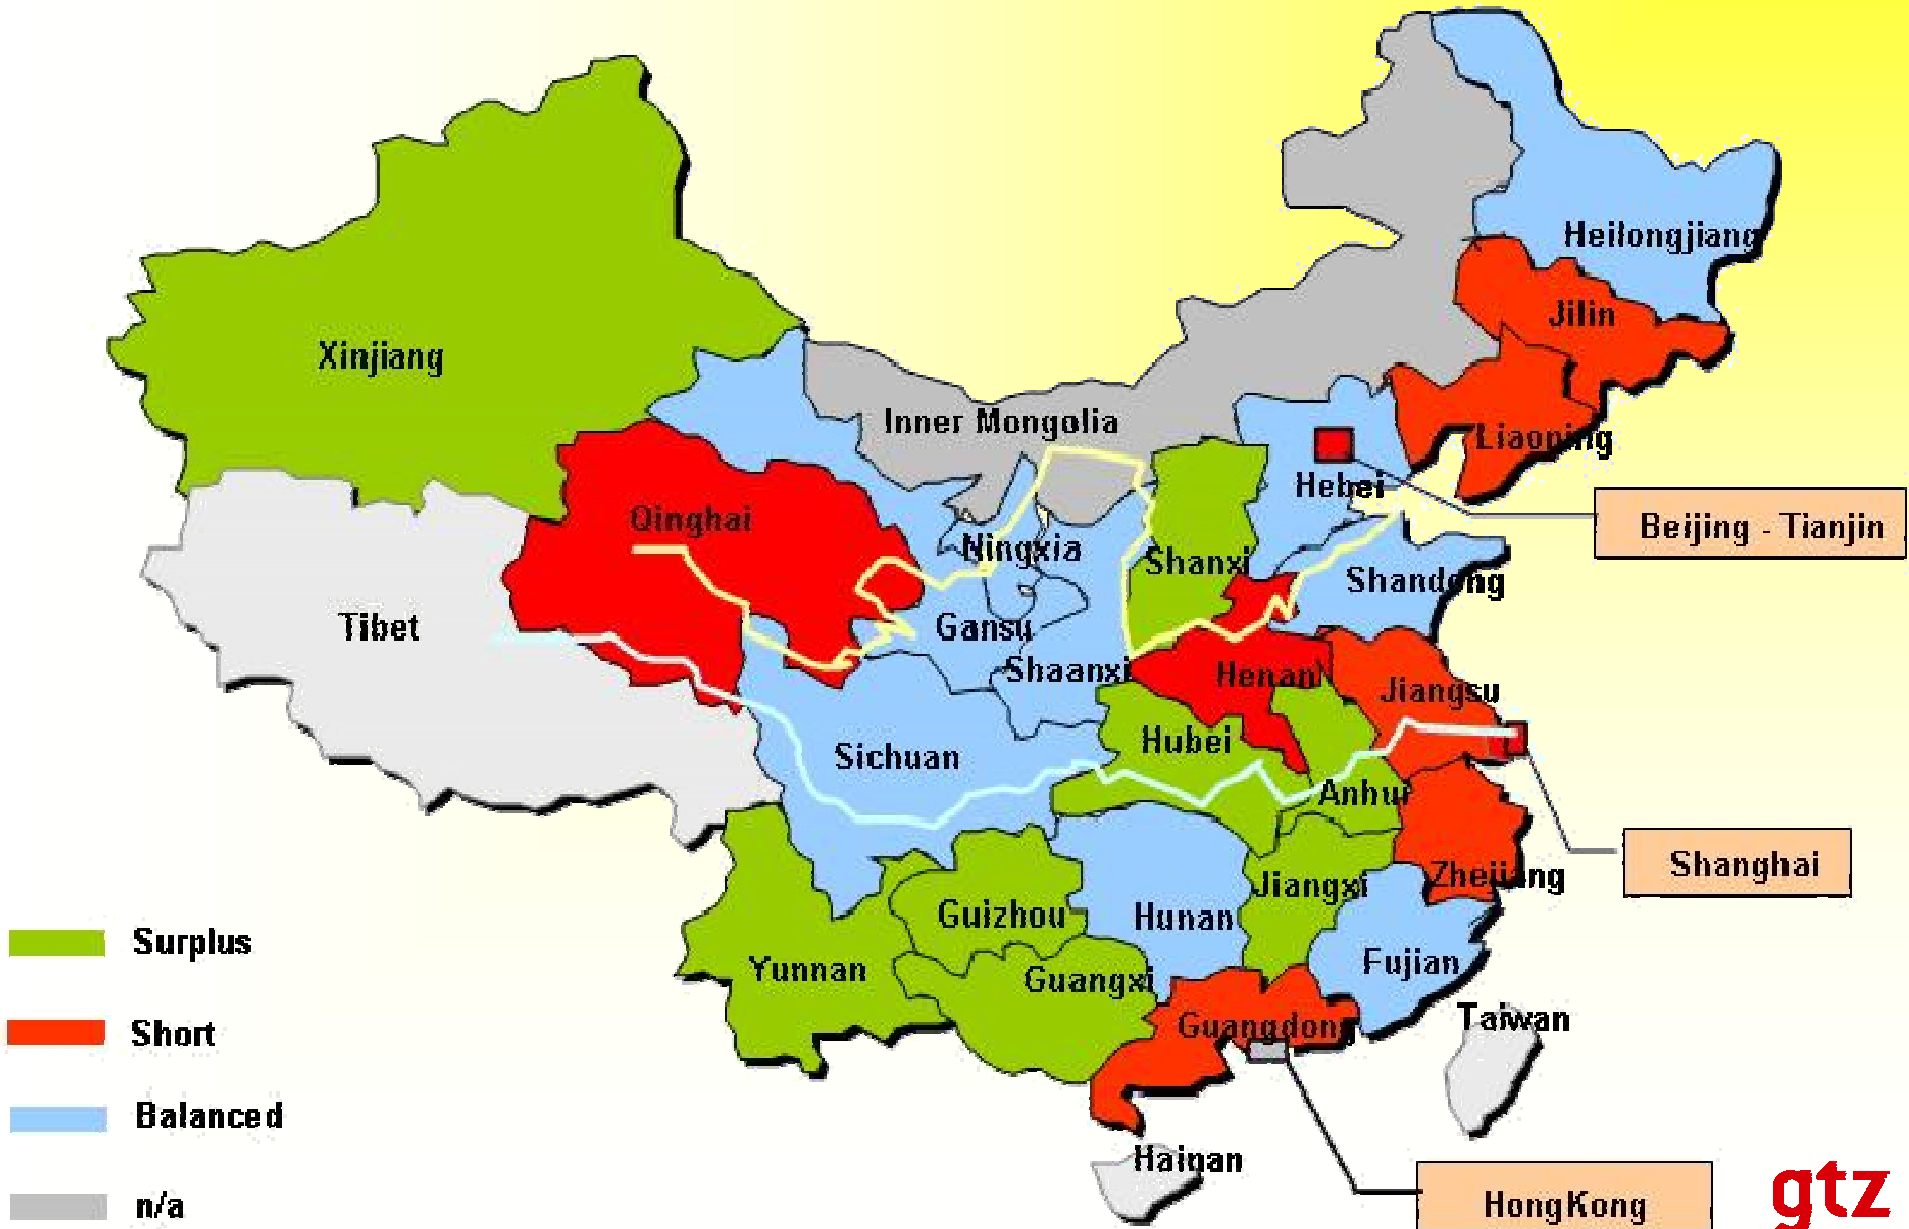 Heilongjiang
Jilin
Xinjiang
Inner Mongolia
Liaoning
Hebei
Qinghai
Beijing - Tianjin
Ningxia
Shanxi
Shandong
Tibet
Gansu
Shaanxi
Henan
Jiangsu
Hubei
Sichuan
Anhui
Shanghai
Zhejiang
Jiangxi
Guizhou
Hunan
Surplus
Yunnan
Fujian
Guangxi
Taiwan
Guangdong
Short
Balanced
Hainan
n/a
HongKong
gtz